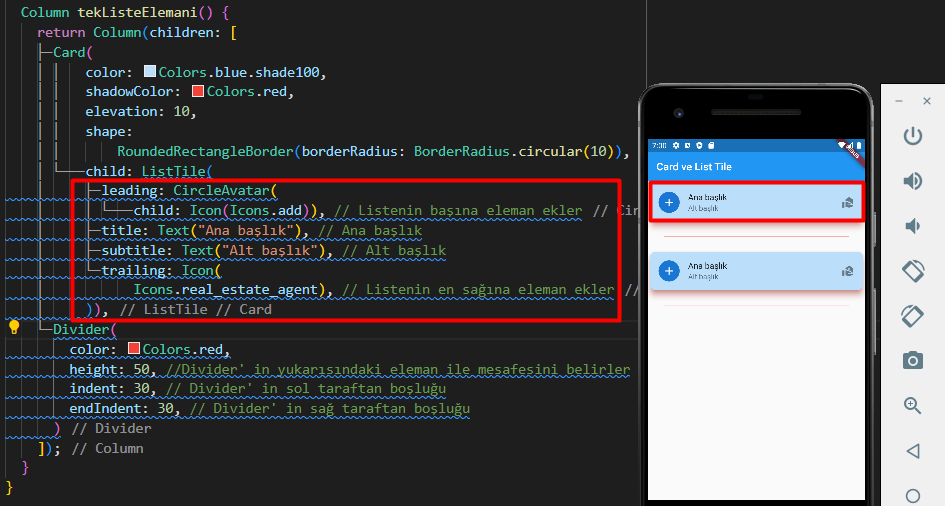 Column tekListeElemani() {
return Column(children: [
Card(
color: Colors.blue.shade100,
shadowColor: Colors.red,
elevation: 10,
shape:
RoundedRectangleBorder(borderRadius: BorderRadius.circular(10)),
child: ListTile(
leading: CircleAvatar(
child: Icon(Icons.add)), // Listenin başına eleman ekler // Cir
title: Text("Ana başlık"), // Ana başlık
subtitle: Text("Alt başlık"), // Alt başlık
trailing: Icon(
Icons.real_estate_agent), // Listenin en sağına eleman ekler //
)), // ListTile // Card
Divider(
color: Colors.red,
height: 50, //Divider' in yukarısındaki eleman ile mesafesini belirler
indent: 30, // Divider' in sol taraftan boşluğu
endIndent: 30, // Divider' in sağ taraftan boşluğu
) // Divider
]); // Column
}
}
7:00
Card ve List Tile
Ana başlık
Alt başlık
Ana başlık
Alt başlık